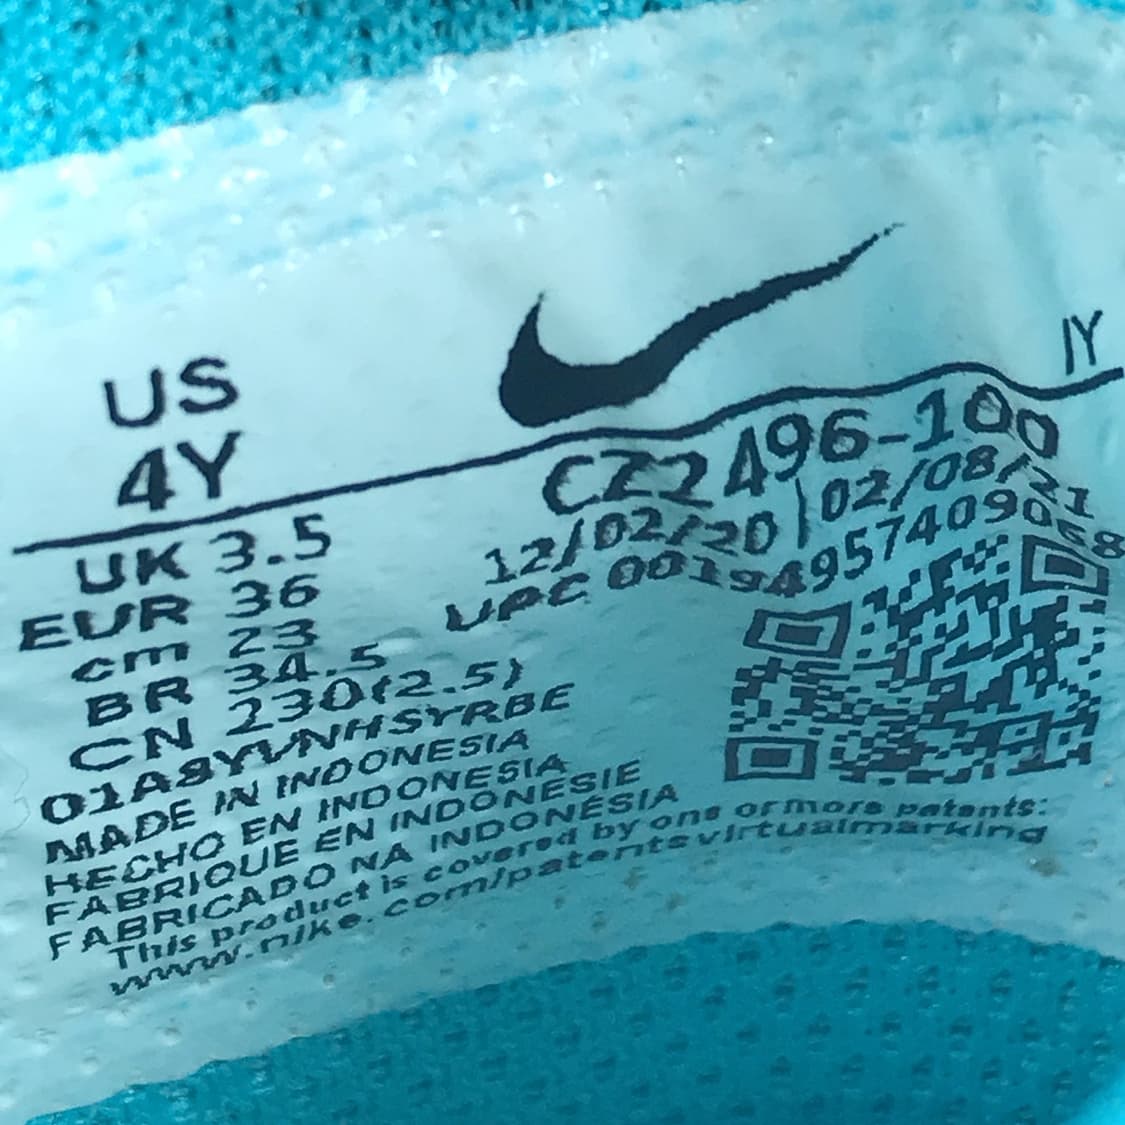 US
4Y
IY
UK 3.5
EUR 36
cm 23
BR 34.5
CN 230(2.5)
CZ2496-100
12/02/20 | 02/08/21
UPC 00194957409068
MADE IN INDONESIA
HECHO EN INDONESIA
FABRIQUE EN INDONÉSIE
FABRICADO NA INDONÉSIA
This product is covered by one or more patents:
www.nike.com/patentsvirtualmarking